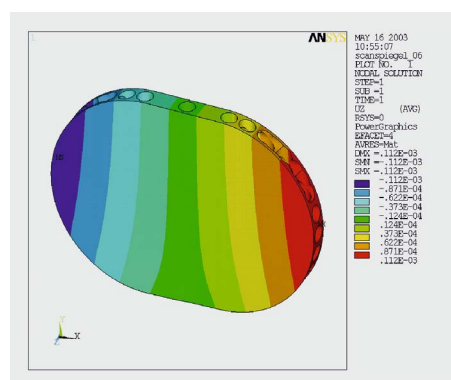 ANSYS
MAY 16 2003
10:55:07
scanspiegel_06
PLOT NO. 1
NODAL SOLUTION
STEP=1
SUB =1
TIME=1
UZ (AVG)
RSYS=0
PowerGraphics
EFACET=4
AVRES=Mat
DMX =.112E-03
SMN =-.112E-03
SMX =.112E-03
-.112E-03
-.871E-04
-.622E-04
-.373E-04
-.124E-04
.124E-04
.373E-04
.622E-04
.871E-04
.112E-03
Y
Z X